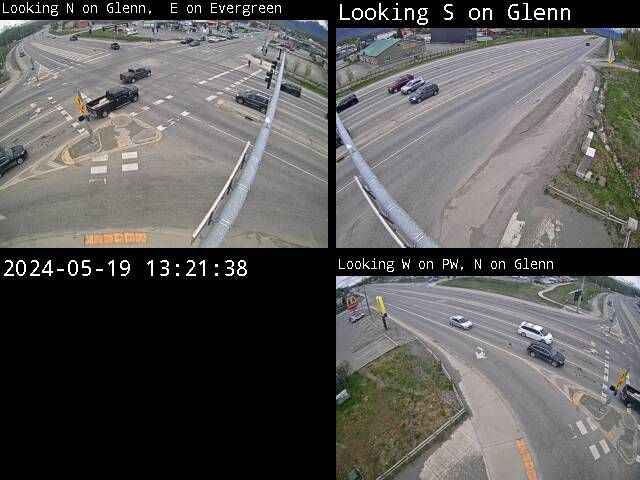 Looking N on Glenn, E on Evergreen
Looking S on Glenn
2024-05-19 13:21:38
Looking W on PW, N on Glenn